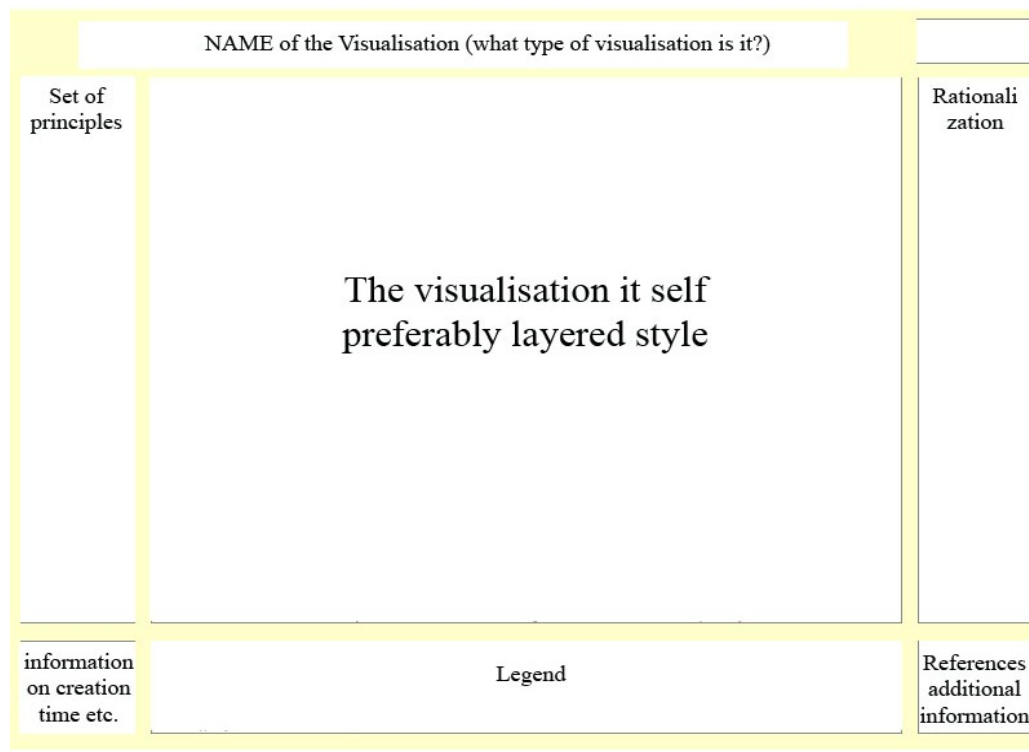 NAME of the Visualisation (what type of visualisation is it?)
Set of
principles
The visualisation it self
preferably layered style
Rationali
zation
information
on creation
time etc.
Legend
References
additional
information